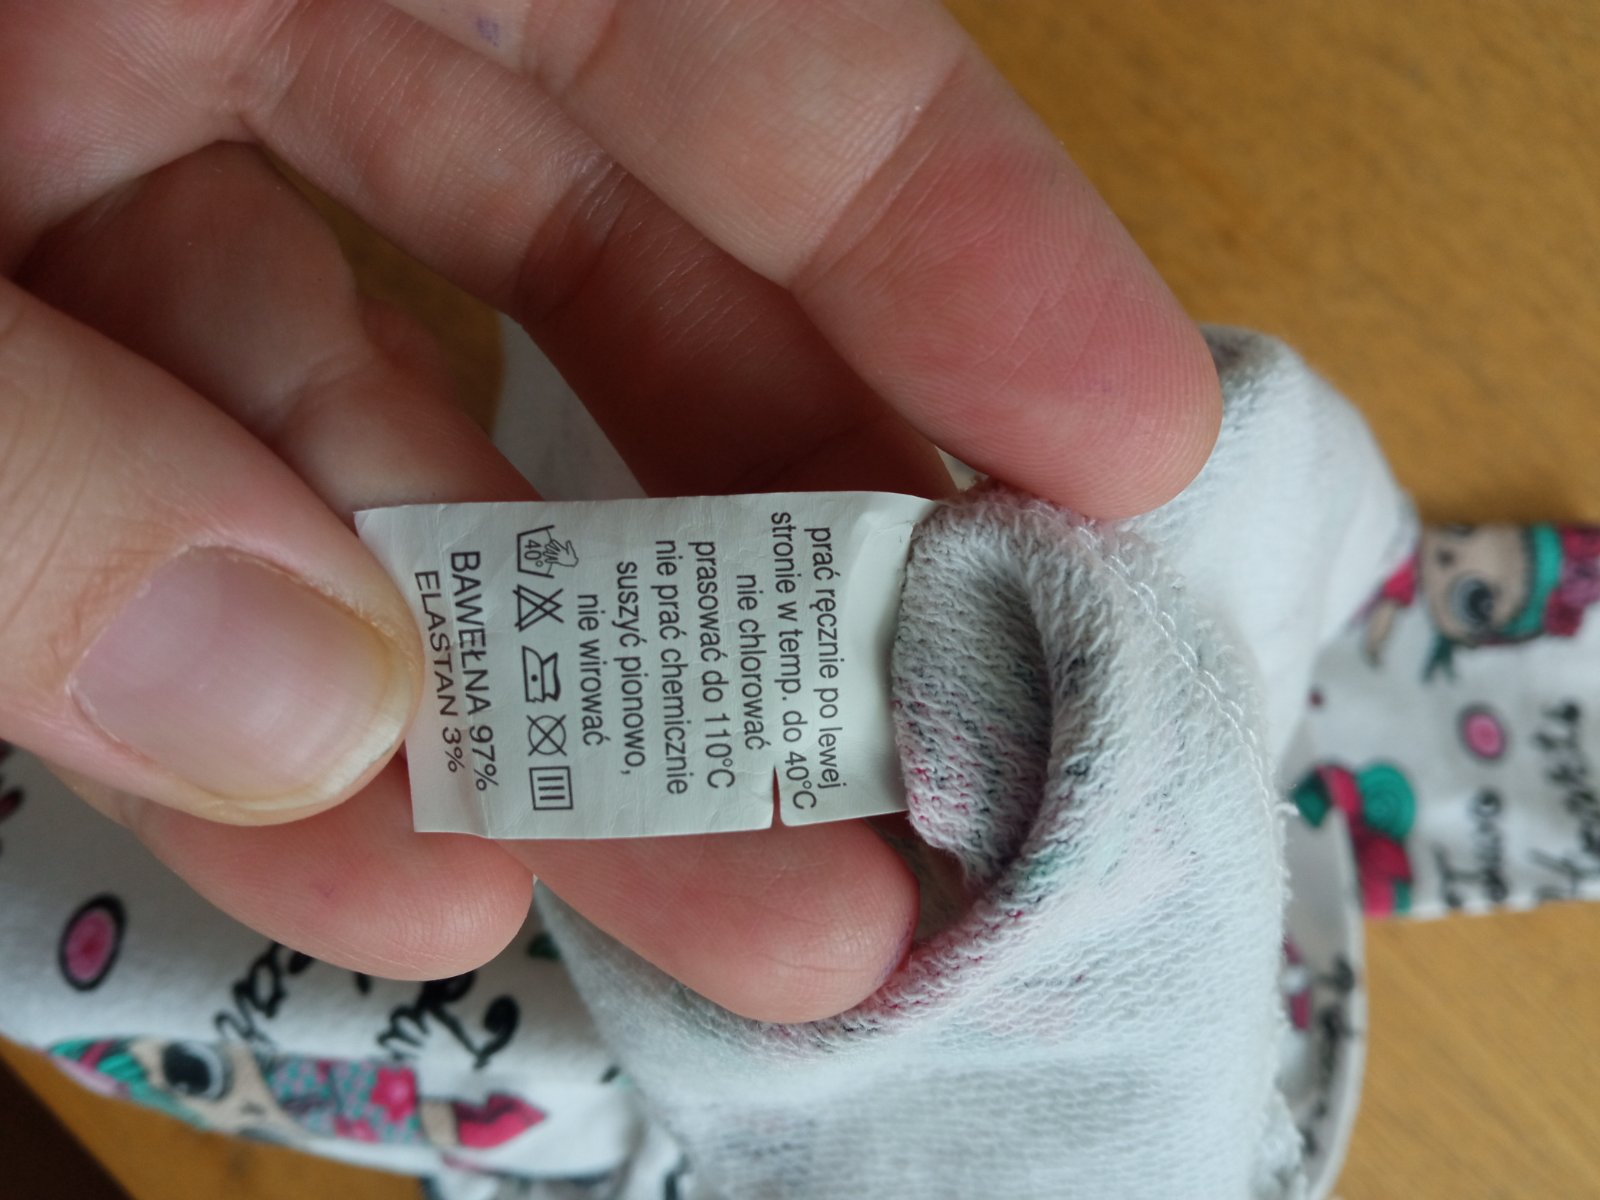 prać ręcznie po lewej
stronie w temp. do 40°C
nie chlorować
prasować do 110°C
nie prać chemicznie
suszyć pionowo,
nie wirować
40°
BAWEŁNA 97%
ELASTAN 3%